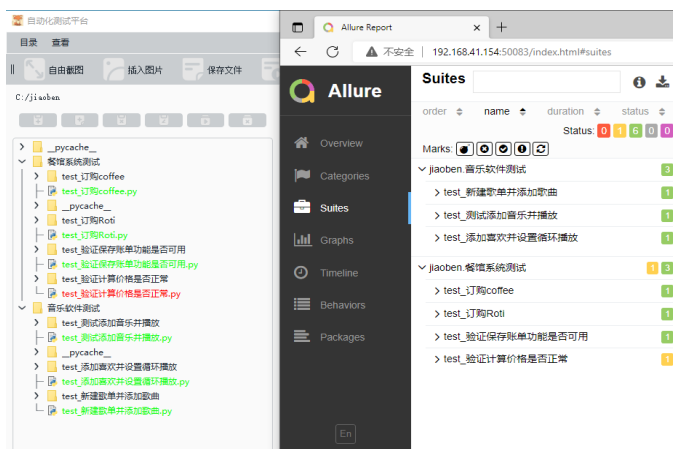 自动化测试平台
目录 查看
自由截图 插入图片 保存文件
C:/jiaoben
__pycache__
餐馆系统测试
test_订购coffee
test_订购coffee.py
__pycache__
test_订购Roti
test_订购Roti.py
test_验证保存账单功能是否可用
test_验证保存账单功能是否可用.py
test_验证计算价格是否正常
test_验证计算价格是否正常.py
音乐软件测试
test_测试添加音乐并播放
test_测试添加音乐并播放.py
__pycache__
test_添加喜欢并设置循环播放
test_添加喜欢并设置循环播放.py
test_新建歌单并添加歌曲
test_新建歌单并添加歌曲.py
Allure Report
不安全 | 192.168.41.154:50083/index.html#suites
Allure
Overview
Categories
Suites
Graphs
Timeline
Behaviors
Packages
En
Suites
order name duration status
Status: 0 1 6 0 0
Marks:
jiaoben.音乐软件测试 3
test_新建歌单并添加歌曲 1
test_测试添加音乐并播放 1
test_添加喜欢并设置循环播放 1
jiaoben.餐馆系统测试 1 3
test_订购coffee 1
test_订购Roti 1
test_验证保存账单功能是否可用 1
test_验证计算价格是否正常 1